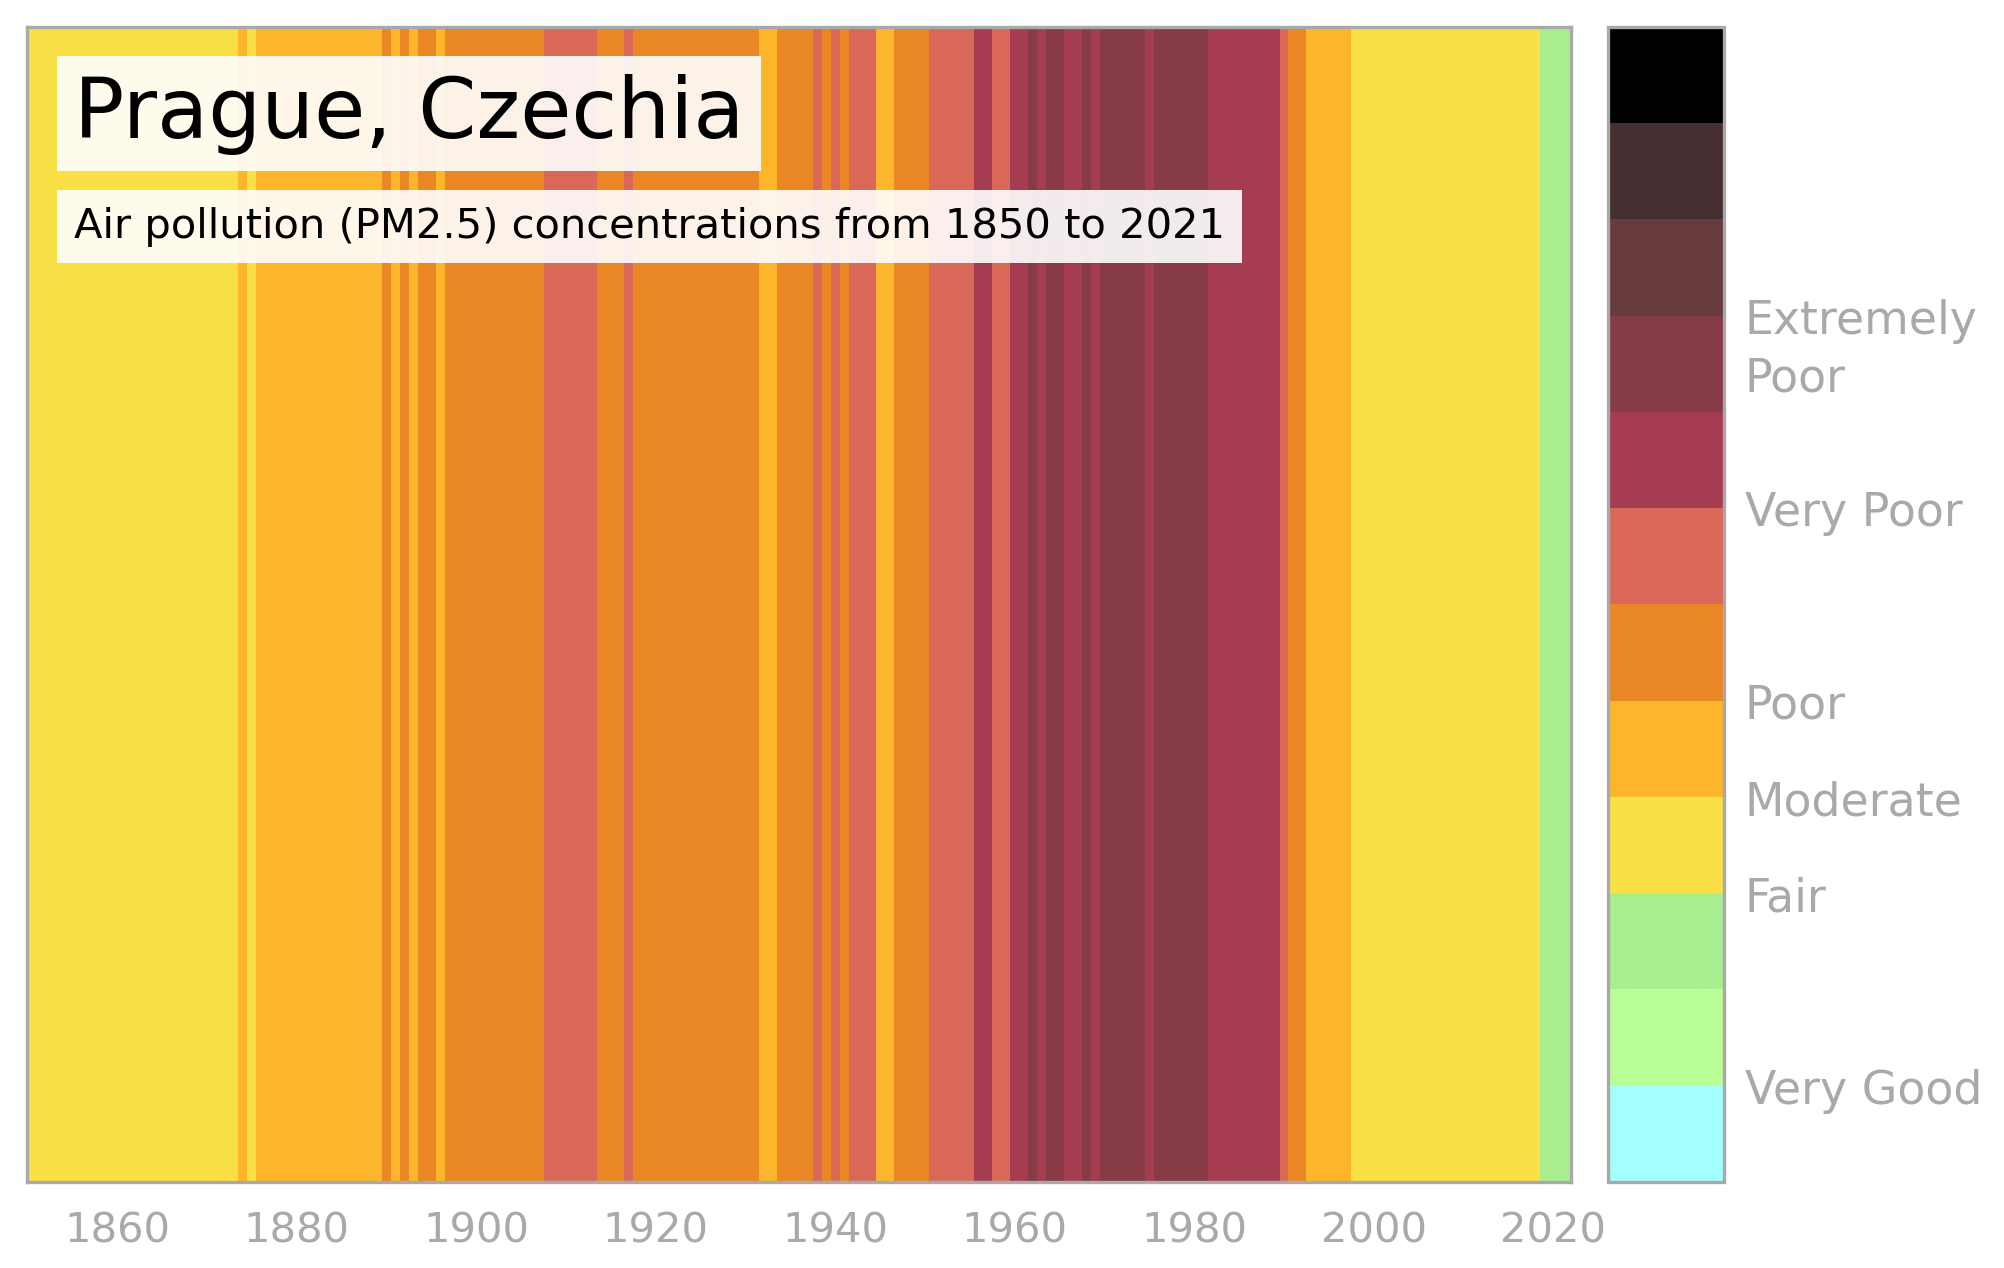 Prague, Czechia
Air pollution (PM2.5) concentrations from 1850 to 2021
Extremely
Poor
Very Poor
Poor
Moderate
Fair
Very Good
1860 1880 1900 1920 1940 1960 1980 2000 2020